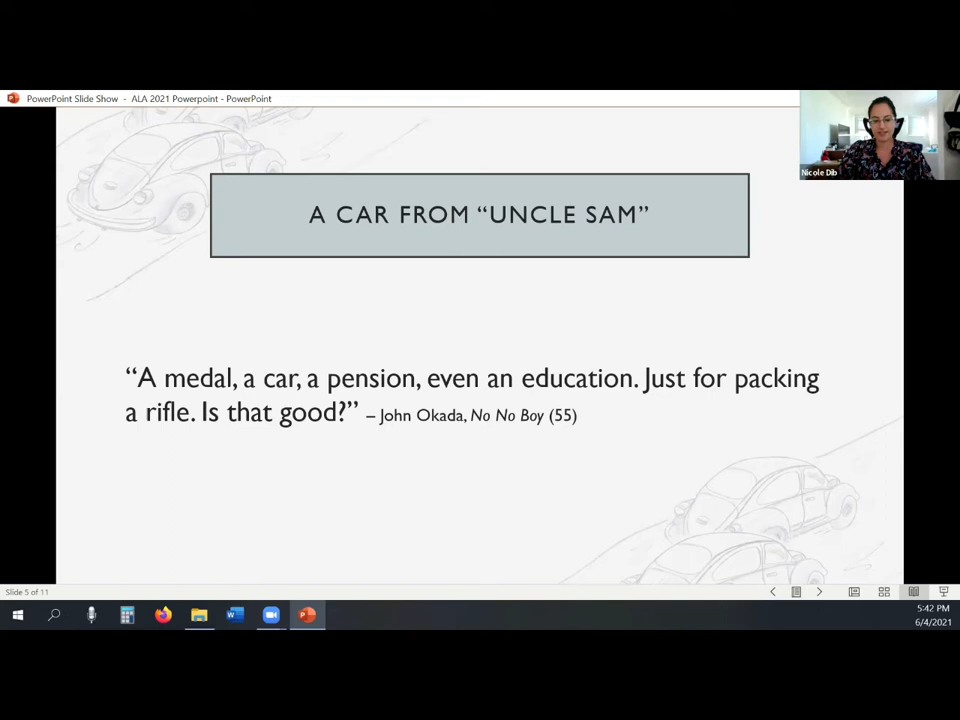 PowerPoint Slide Show - ALA 2021 Powerpoint - PowerPoint
Nicole Dib
A CAR FROM “UNCLE SAM”
“A medal, a car, a pension, even an education. Just for packing
a rifle. Is that good?” – John Okada, No No Boy (55)
Slide 5 of 11
5:42 PM
6/4/2021